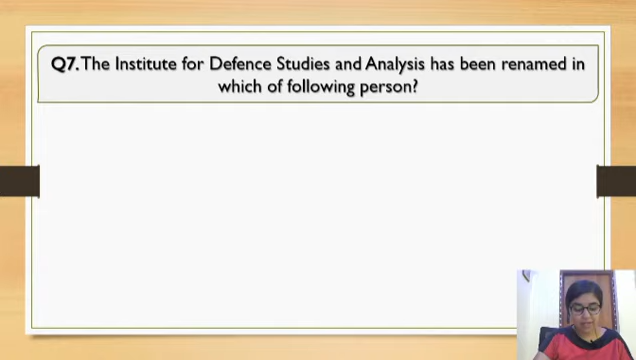 Q7. The Institute for Defence Studies and Analysis has been renamed in
which of following person?